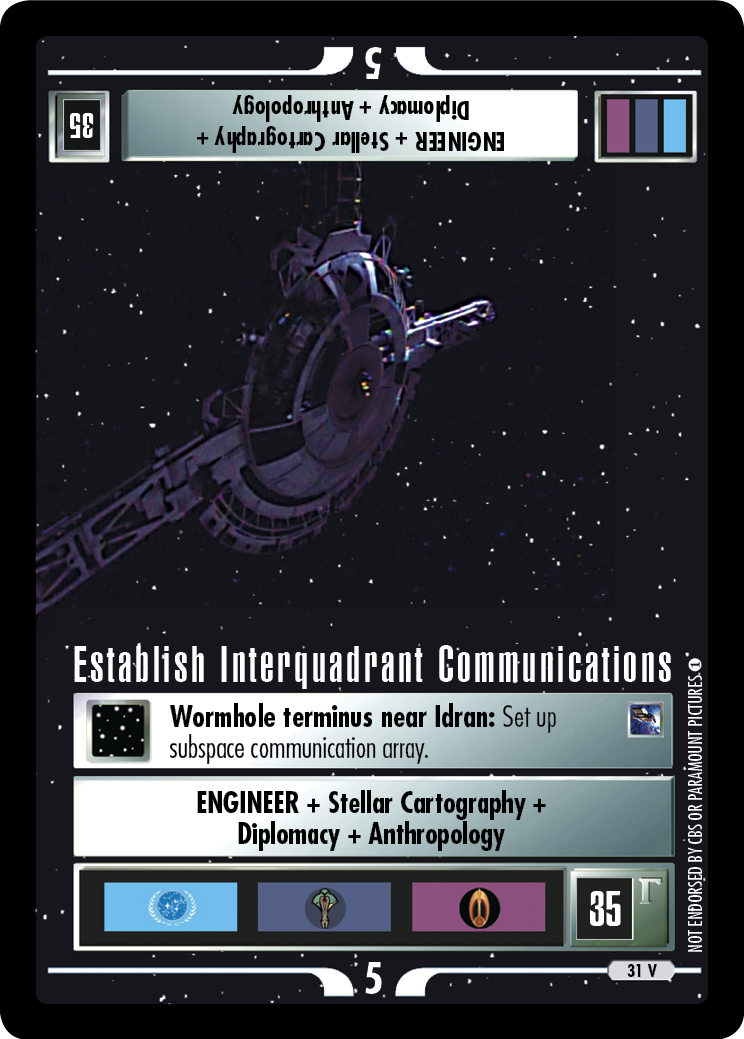 5
35
ENGINEER + Stellar Cartography +
Diplomacy + Anthropology
Establish Interquadrant Communications
Wormhole terminus near Idran: Set up
subspace communication array.
ENGINEER + Stellar Cartography +
Diplomacy + Anthropology
35
Γ
5
31 V
NOT ENDORSED BY CBS OR PARAMOUNT PICTURES 1